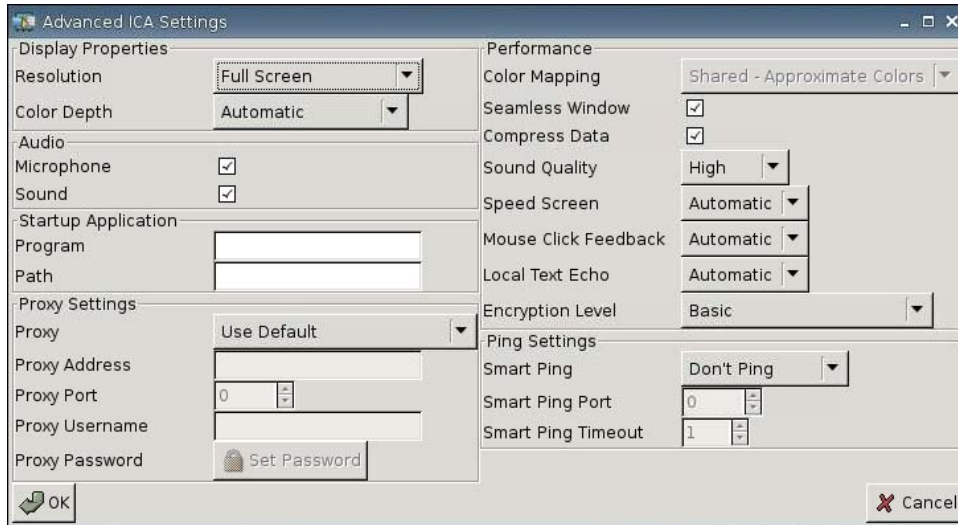 Advanced ICA Settings
Display Properties
Resolution Full Screen
Color Depth Automatic
Audio
Microphone
Sound
Startup Application
Program
Path
Proxy Settings
Proxy Use Default
Proxy Address
Proxy Port 0
Proxy Username
Proxy Password Set Password
Performance
Color Mapping Shared - Approximate Colors
Seamless Window
Compress Data
Sound Quality High
Speed Screen Automatic
Mouse Click Feedback Automatic
Local Text Echo Automatic
Encryption Level Basic
Ping Settings
Smart Ping Don't Ping
Smart Ping Port 0
Smart Ping Timeout 1
OK
Cancel